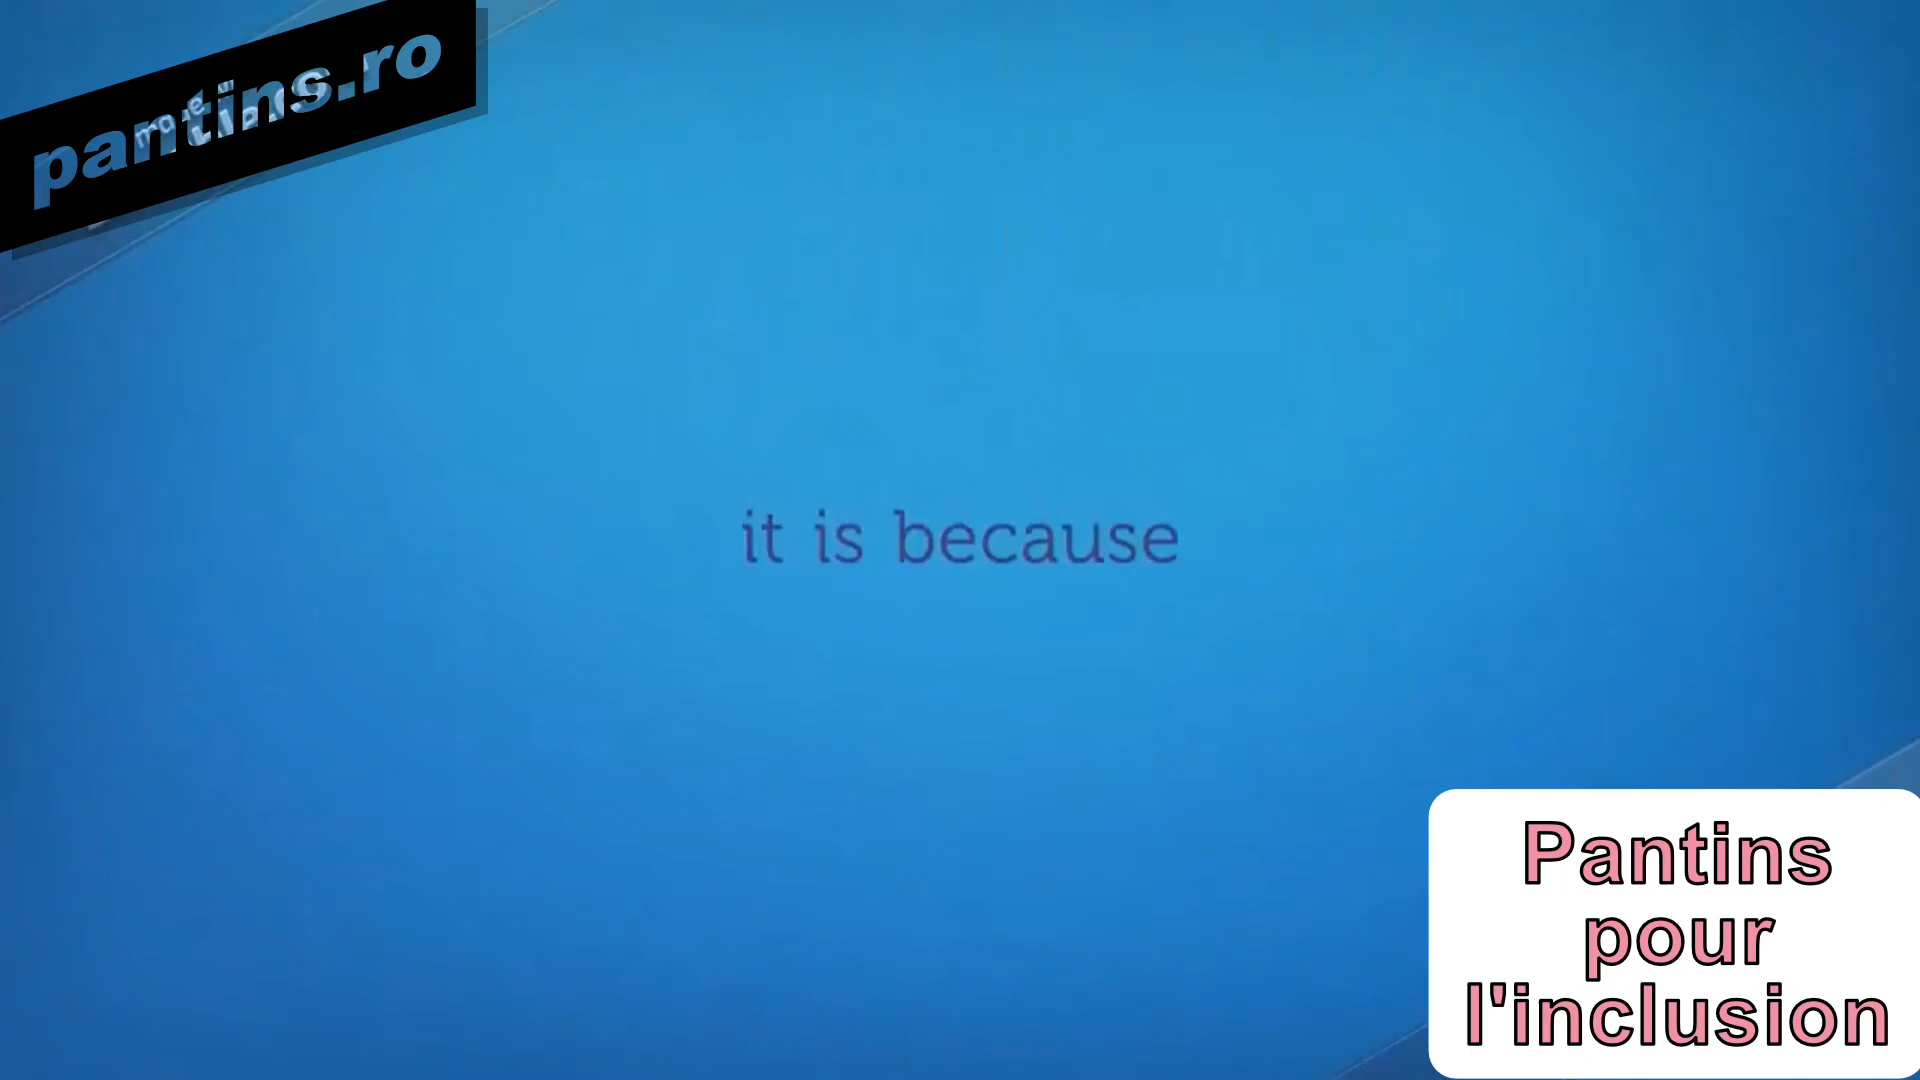 pantins.ro
it is because
Pantins
pour
l'inclusion